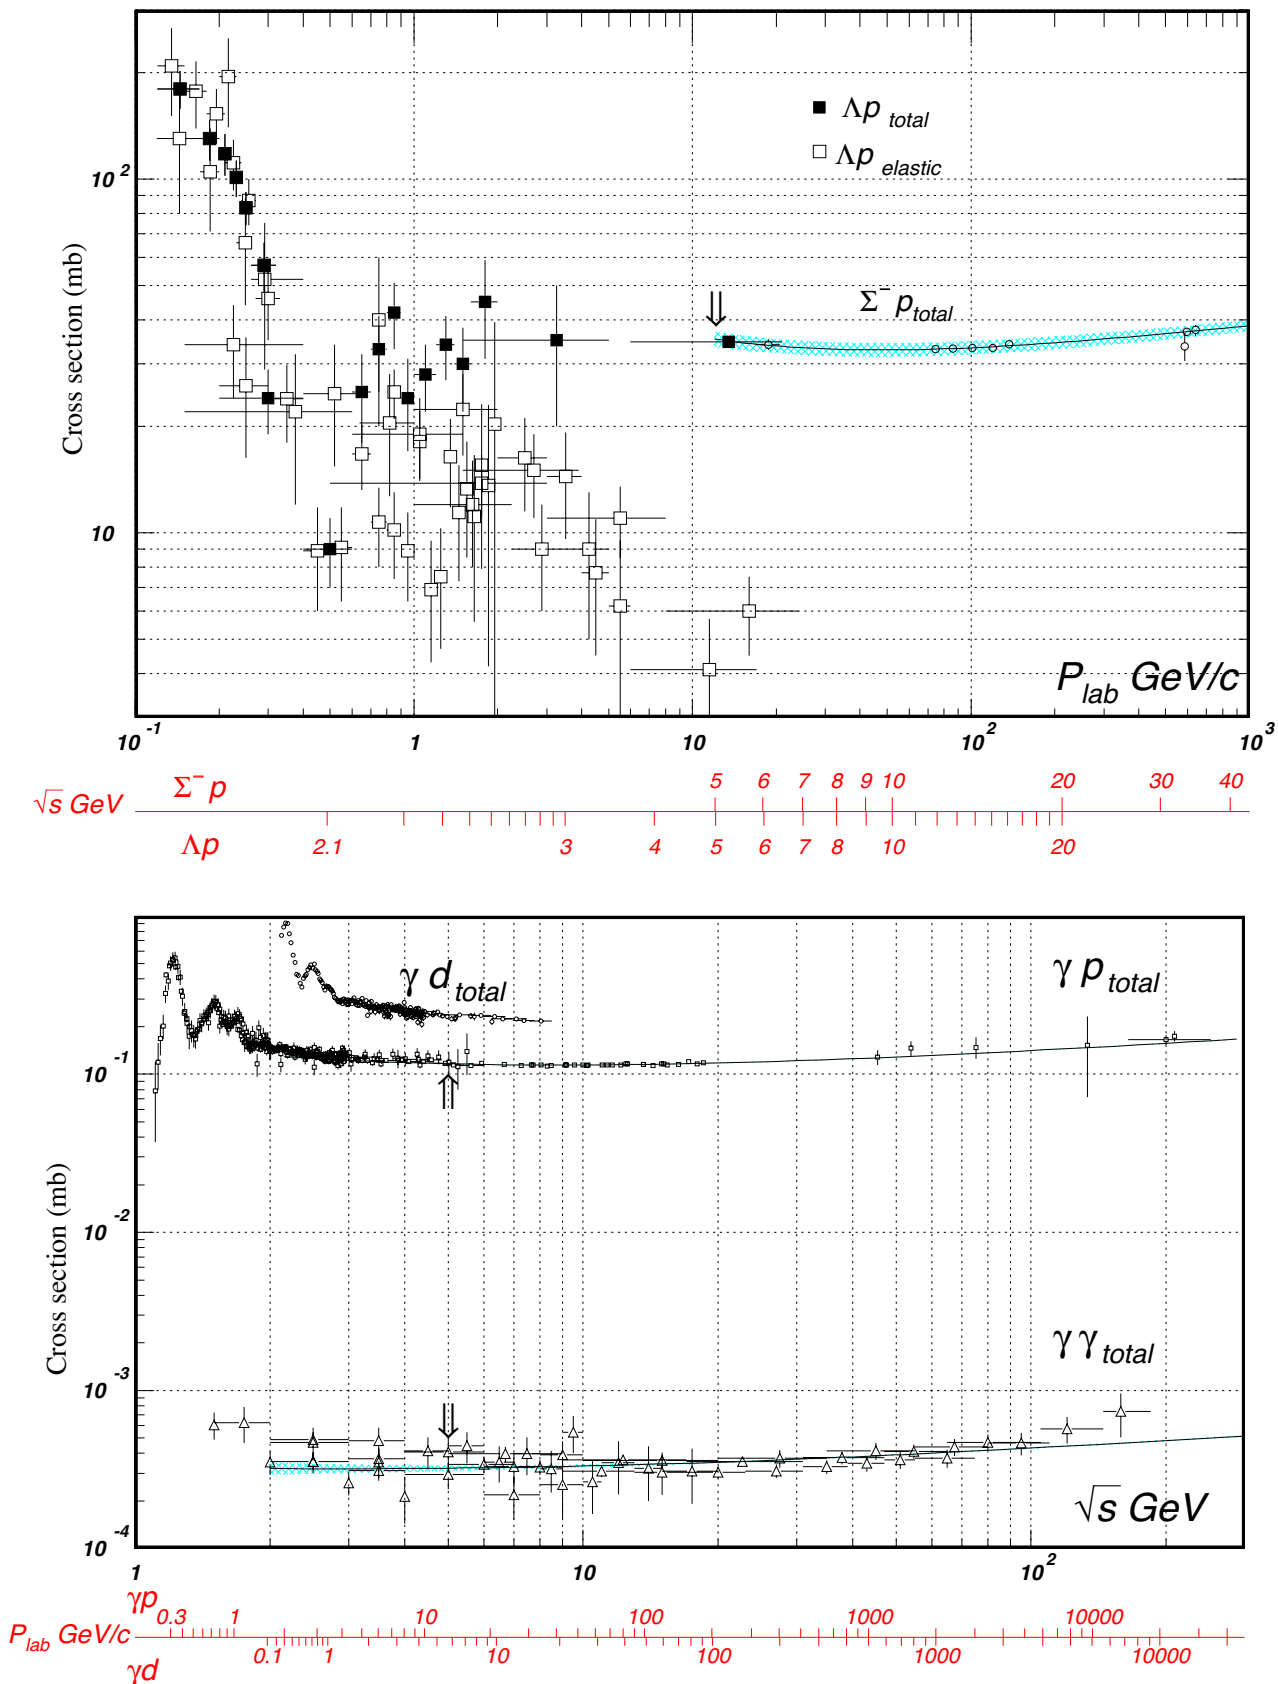 Λp total
Λp elastic
10²
Σ⁻ p total
Cross section (mb)
10
P lab GeV/c
10⁻¹ 1 10 10² 10³
Σ⁻ p 5 6 7 8 9 10 20 30 40
√s GeV
Λp 2.1 3 4 5 6 7 8 10 20
γ d total γ p total
10⁻¹
Cross section (mb)
10⁻²
γ γ total
10⁻³
√s GeV
10⁻⁴
1 10 10²
γp 0.3 1 10 100 1000 10000
P lab GeV/c
γd 0.1 1 10 100 1000 10000